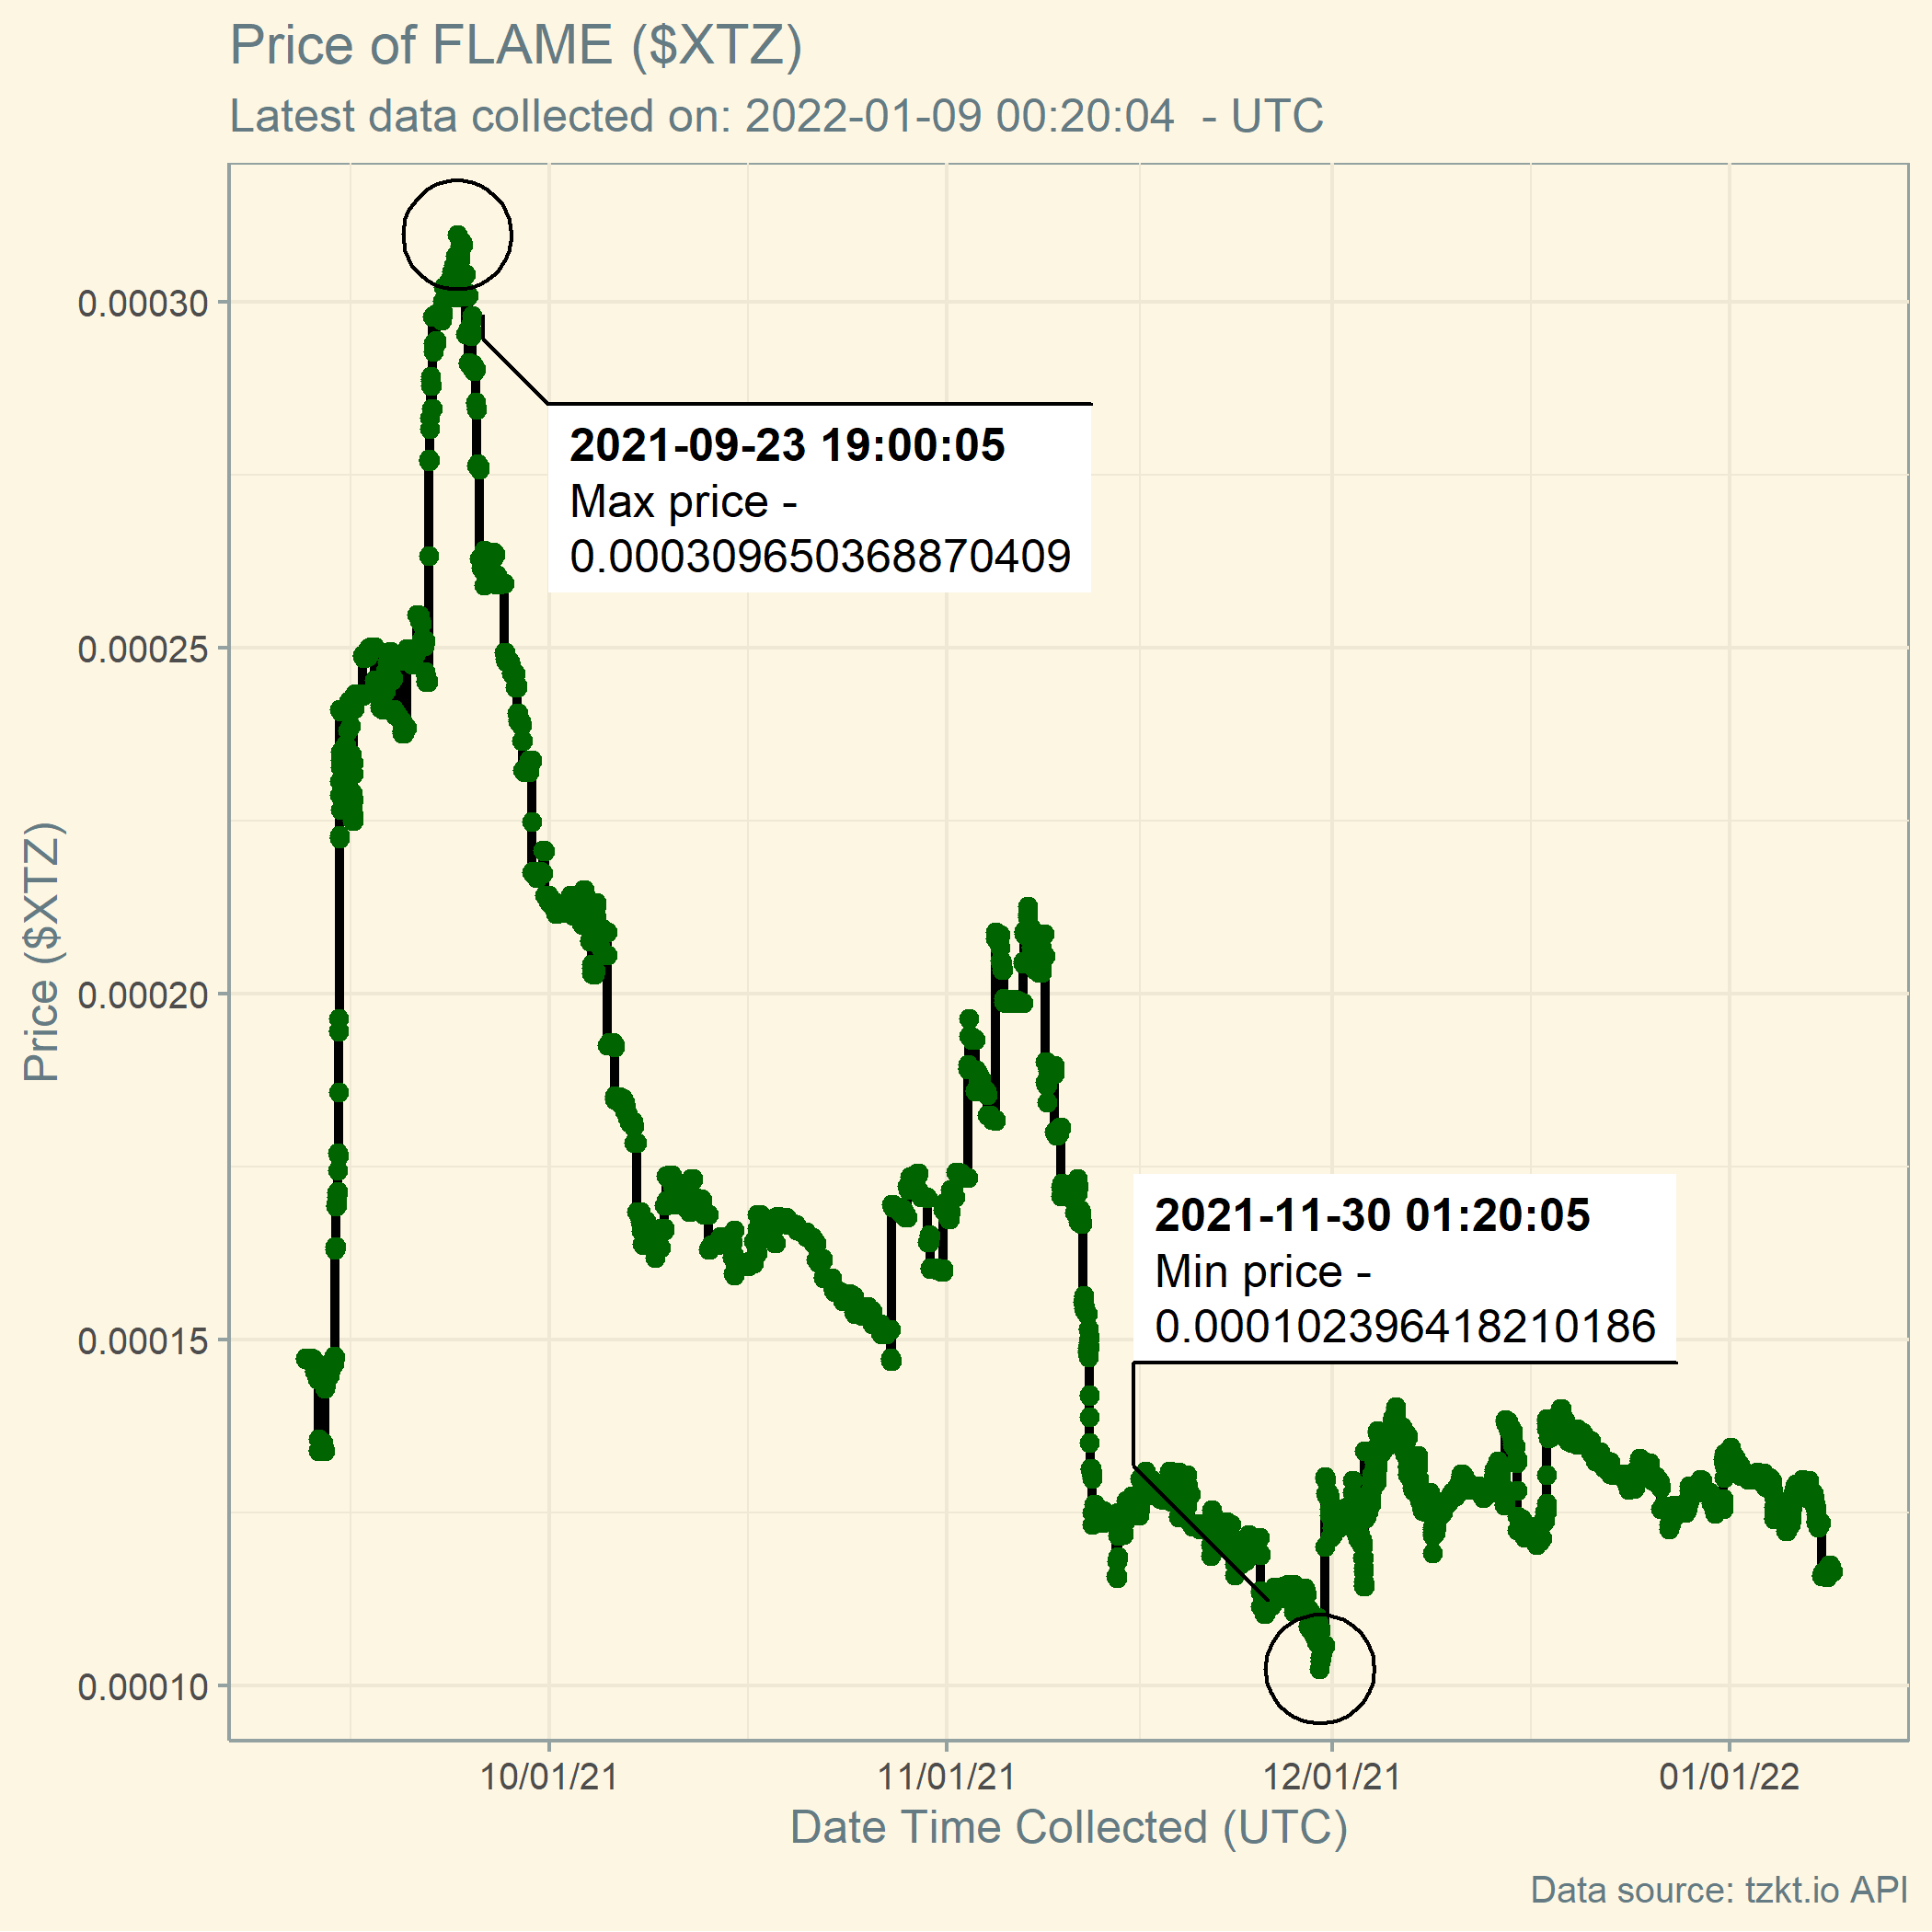 Price of FLAME ($XTZ)
Latest data collected on: 2022-01-09 00:20:04 - UTC
2021-09-23 19:00:05
Max price -
0.000309650368870409
2021-11-30 01:20:05
Min price -
0.000102396418210186
Price ($XTZ)
0.00030
0.00025
0.00020
0.00015
0.00010
10/01/21
11/01/21
12/01/21
01/01/22
Date Time Collected (UTC)
Data source: tzkt.io API